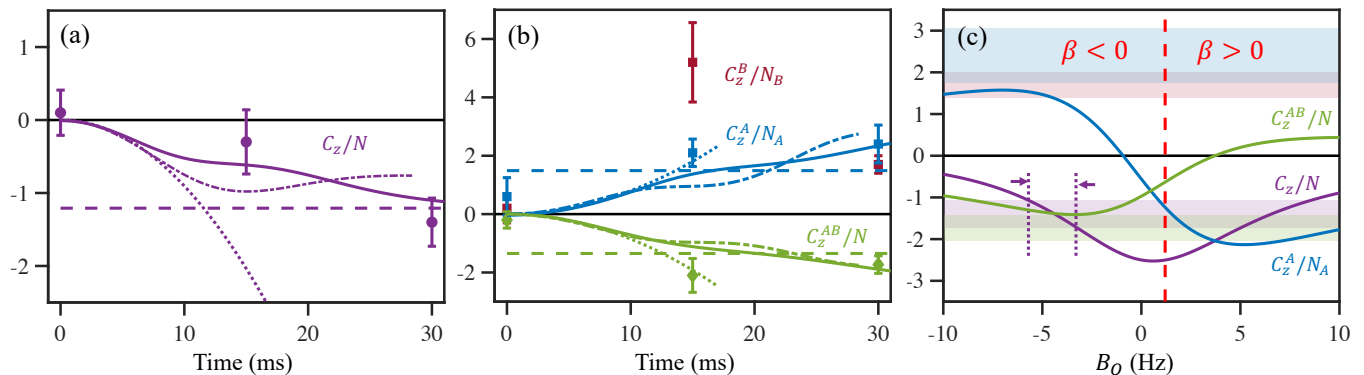 (a)
1
0
-1
-2
C_z/N
0
10
20
30
Time (ms)
(b)
6
4
2
0
-2
C_z^B/N_B
C_z^A/N_A
C_z^{AB}/N
0
10
20
30
Time (ms)
(c)
β < 0
β > 0
3
2
1
0
-1
-2
-3
C_z^{AB}/N
C_z/N
C_z^A/N_A
-10
-5
0
5
10
B_Q (Hz)